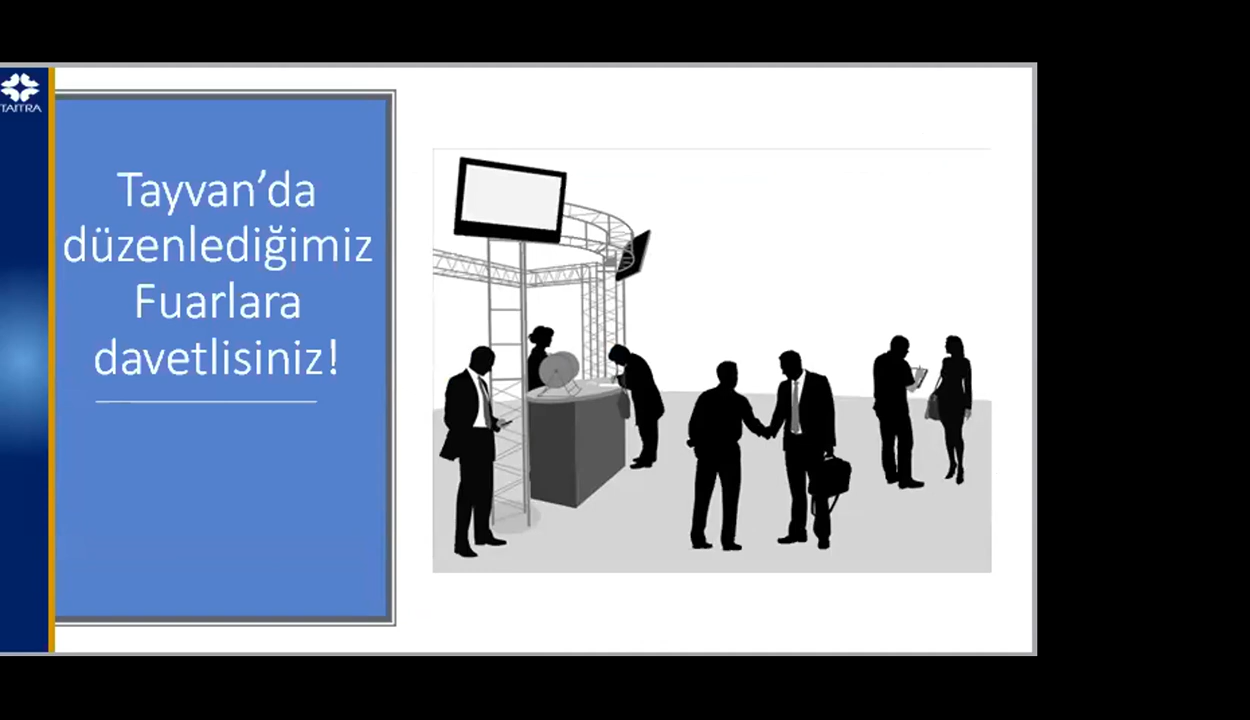 TAITRA
Tayvan’da
düzenlediğimiz
Fuarlara
davetlisiniz!